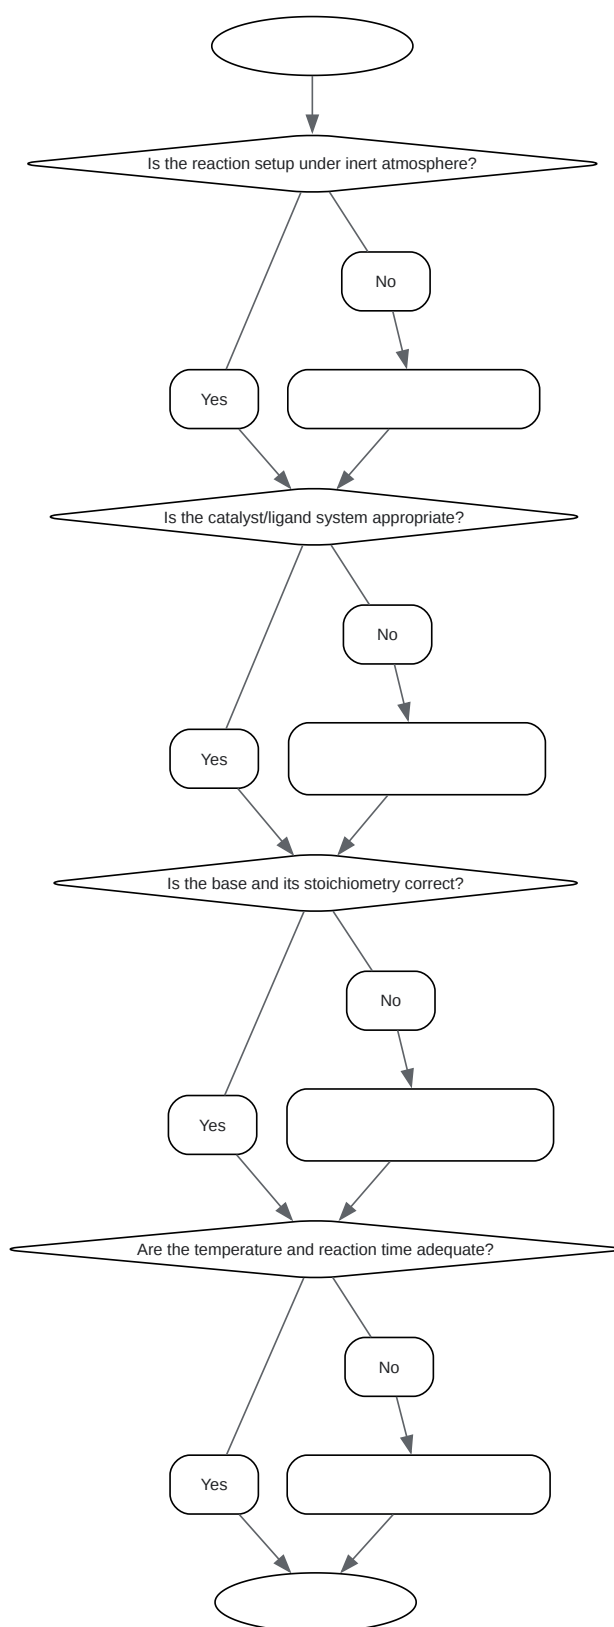 Is the reaction setup under inert atmosphere?
No
Yes
Is the catalyst/ligand system appropriate?
No
Yes
Is the base and its stoichiometry correct?
No
Yes
Are the temperature and reaction time adequate?
No
Yes